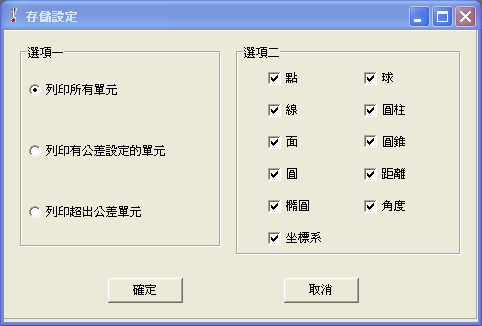 存儲設定
選項一
列印所有單元
列印有公差設定的單元
列印超出公差單元
選項二
點
球
線
圓柱
面
圓錐
圓
距離
橢圓
角度
坐標系
確定
取消